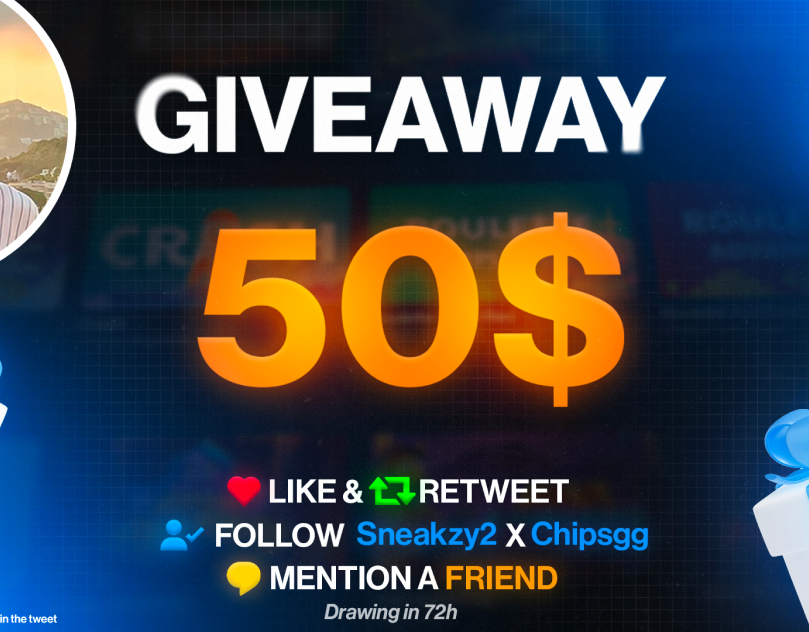 GIVEAWAY
50$
LIKE & RETWEET
FOLLOW Sneakzy2 X Chipsgg
MENTION A FRIEND
Drawing in 72h
in the tweet